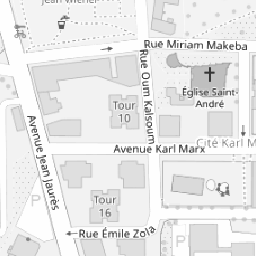 Rue Miriam Makeba
Rue Oum Kalsoum
Église Saint-
André
Tour
10
Cité Karl M
Avenue Karl Marx
Avenue Jean Jaurès
Tour
16
Rue Émile Zola
P
P